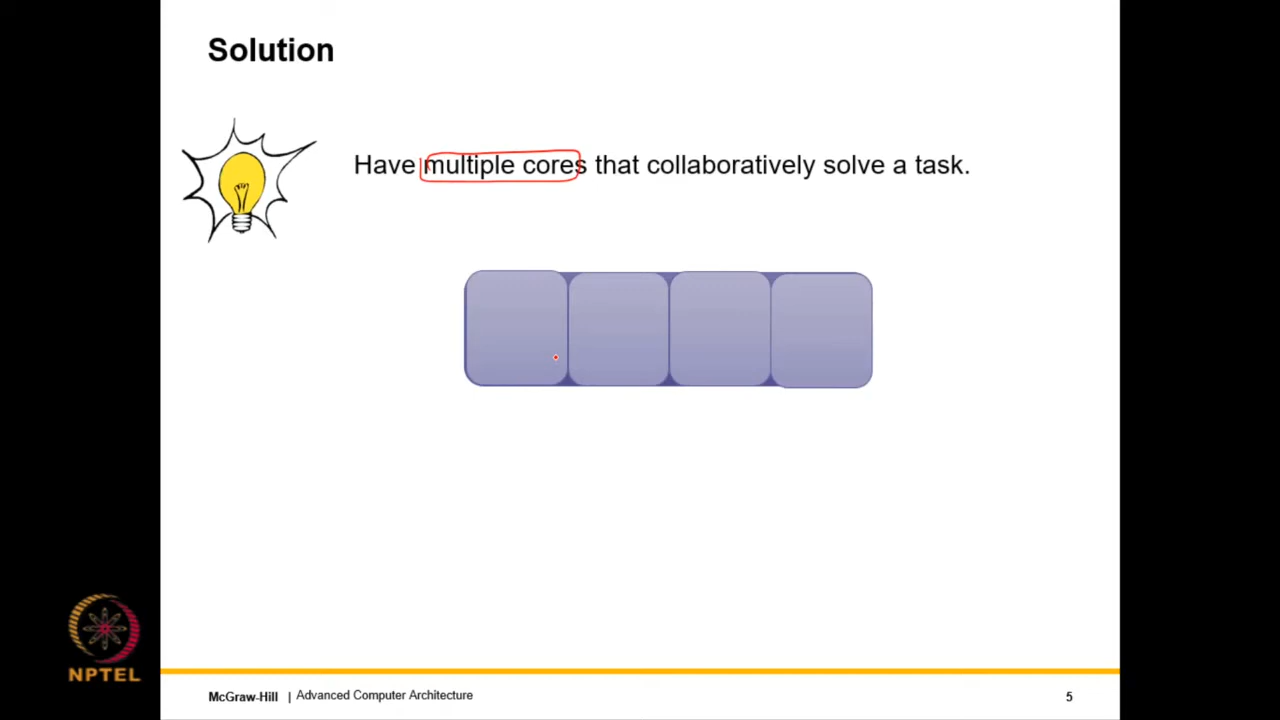 Solution
Have multiple cores that collaboratively solve a task.
NPTEL
McGraw-Hill | Advanced Computer Architecture
5